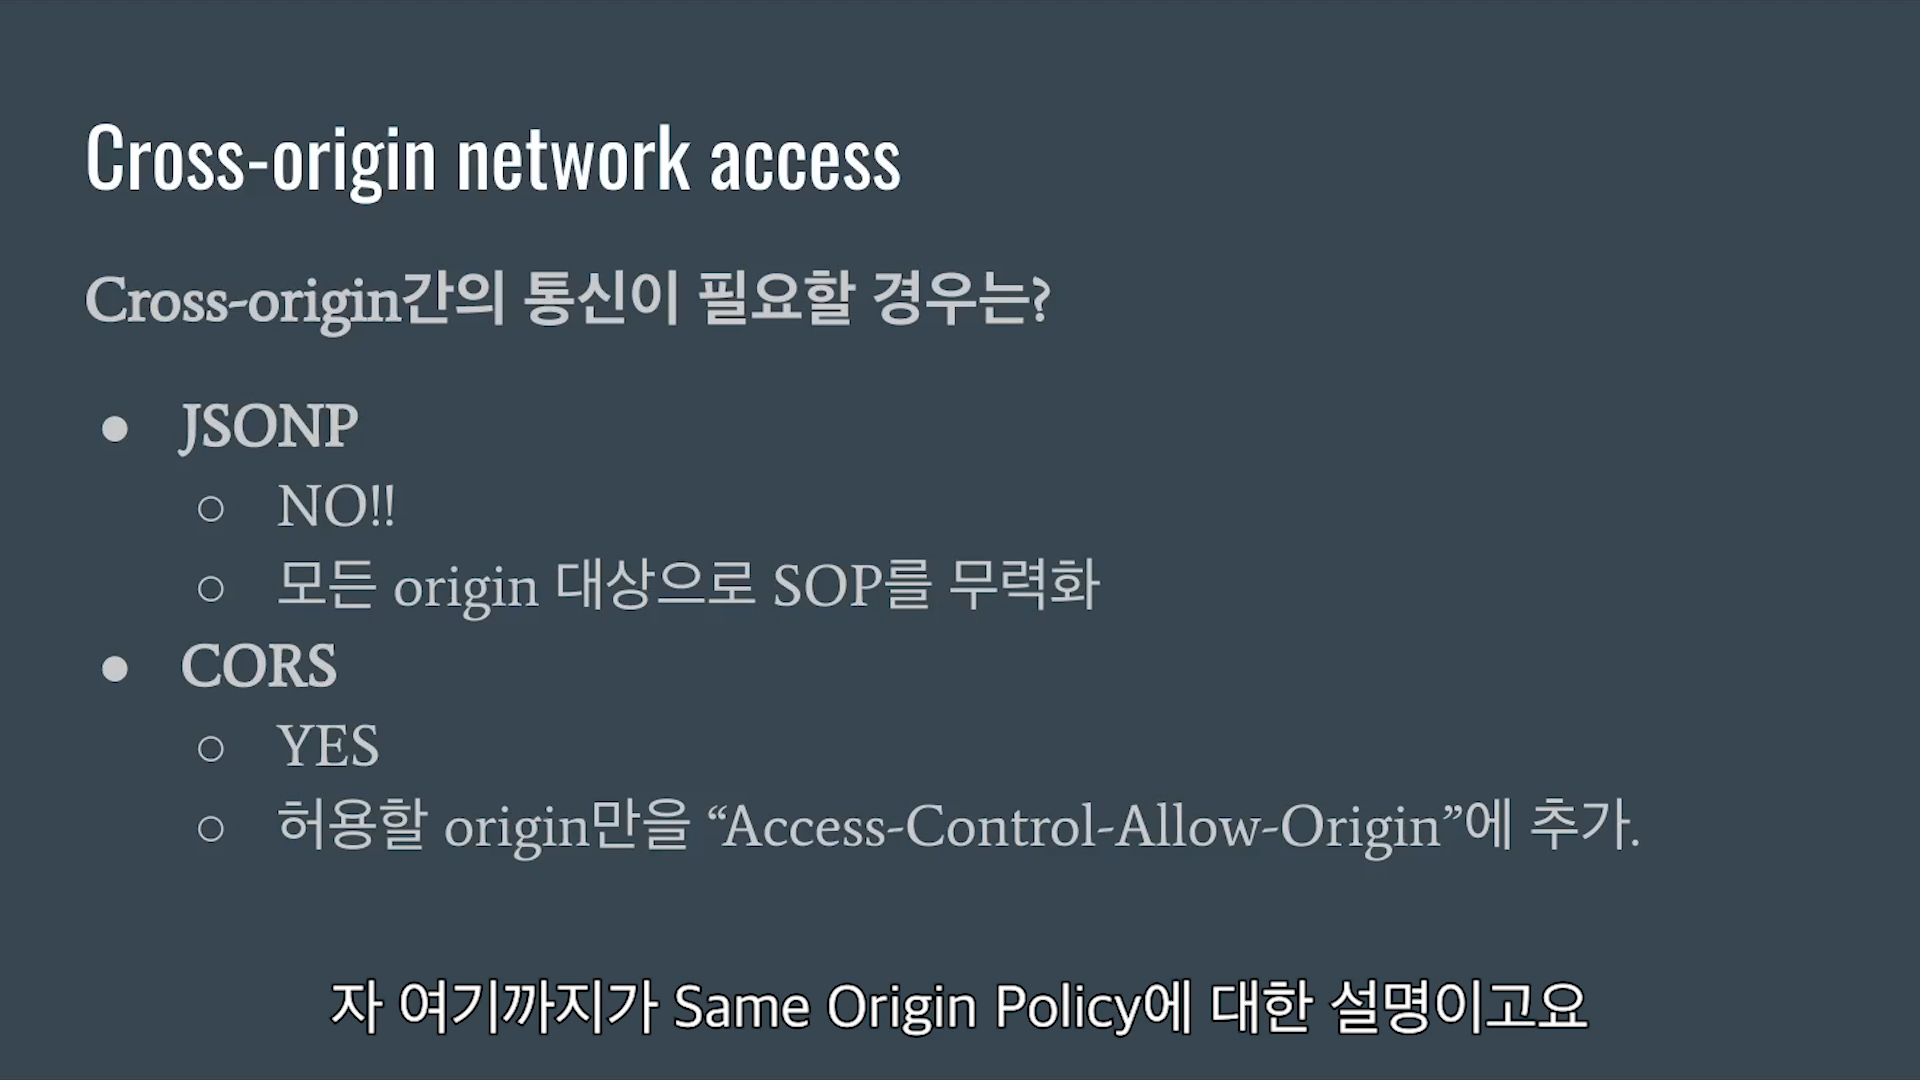 Cross-origin network access
Cross-origin간의 통신이 필요할 경우는?
● JSONP
○ NO!!
○ 모든 origin 대상으로 SOP를 무력화
● CORS
○ YES
○ 허용할 origin만을 “Access-Control-Allow-Origin”에 추가.
자 여기까지가 Same Origin Policy에 대한 설명이고요